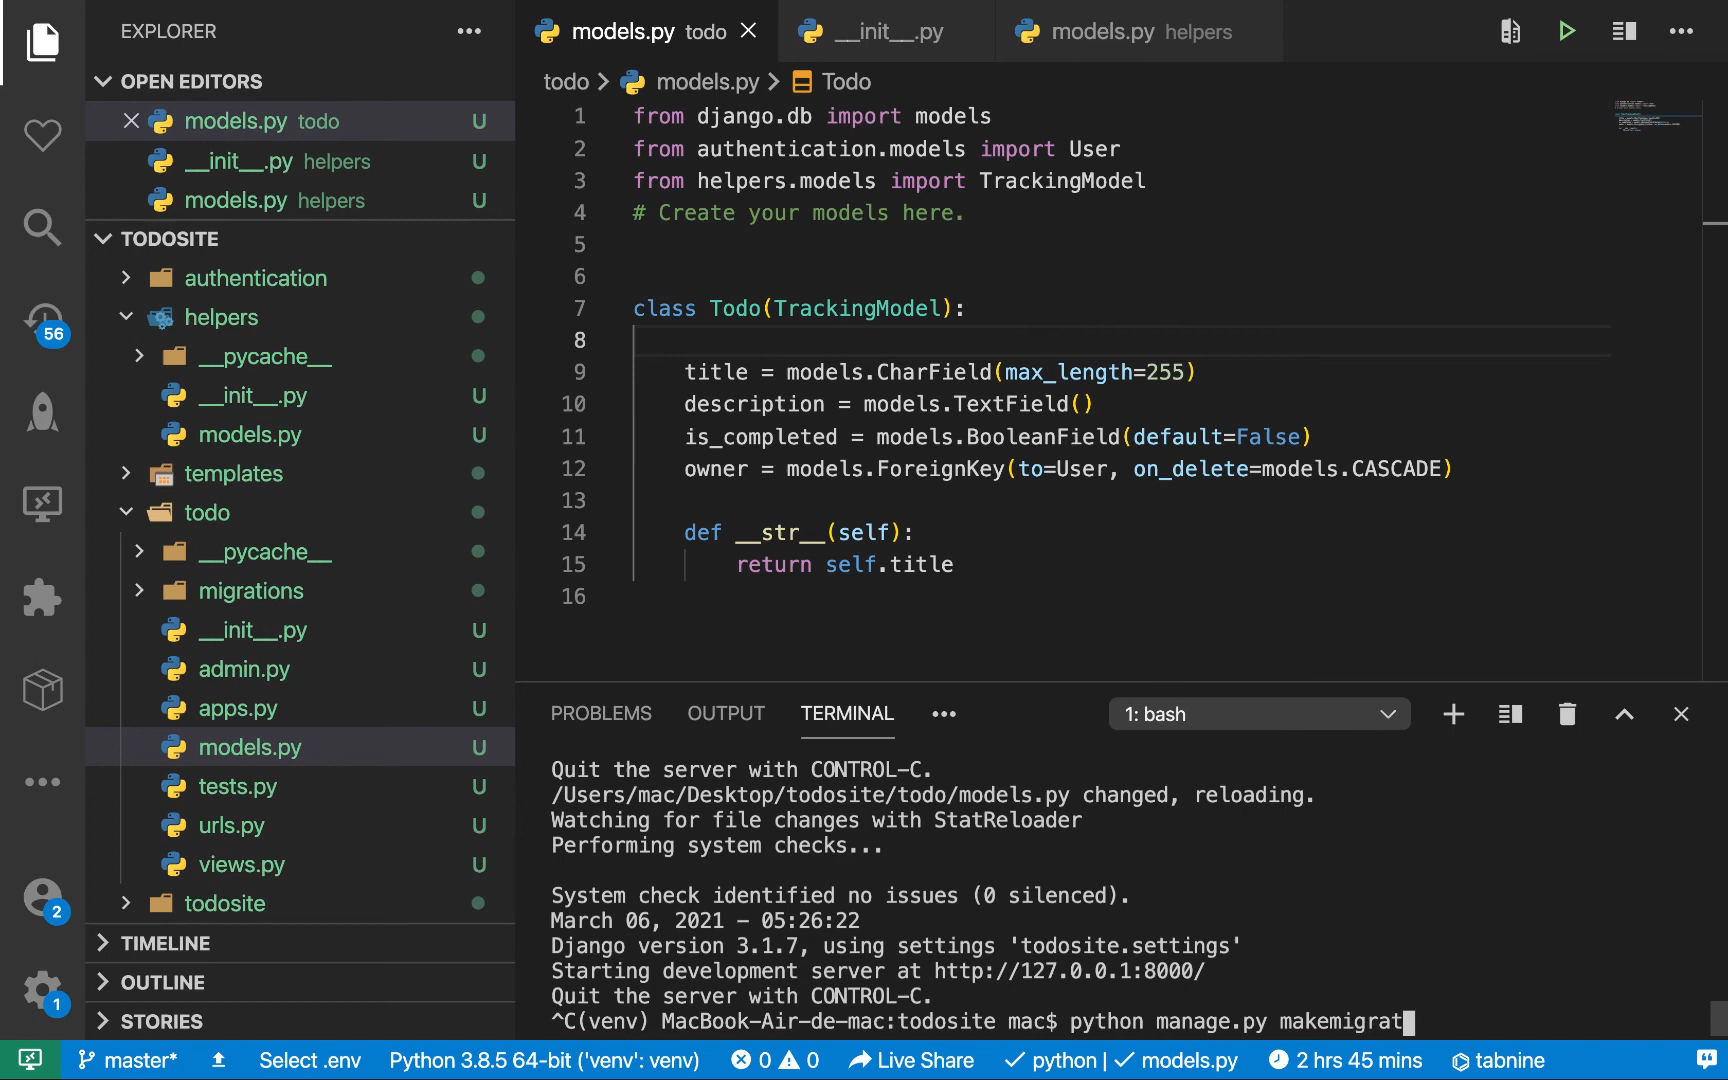 EXPLORER
OPEN EDITORS
models.py todo U
__init__.py helpers U
models.py helpers U
TODOSITE
authentication
helpers
__pycache__
__init__.py U
models.py U
templates
todo
__pycache__
migrations
__init__.py U
admin.py U
apps.py U
models.py U
tests.py U
urls.py U
views.py U
todosite
TIMELINE
OUTLINE
STORIES
56
2
1
models.py todo
__init__.py
models.py helpers
todo > models.py > Todo
1 from django.db import models
2 from authentication.models import User
3 from helpers.models import TrackingModel
4 # Create your models here.
5
6
7 class Todo(TrackingModel):
8
9 title = models.CharField(max_length=255)
10 description = models.TextField()
11 is_completed = models.BooleanField(default=False)
12 owner = models.ForeignKey(to=User, on_delete=models.CASCADE)
13
14 def __str__(self):
15 return self.title
16
PROBLEMS OUTPUT TERMINAL 1: bash
Quit the server with CONTROL-C.
/Users/mac/Desktop/todosite/todo/models.py changed, reloading.
Watching for file changes with StatReloader
Performing system checks...
System check identified no issues (0 silenced).
March 06, 2021 - 05:26:22
Django version 3.1.7, using settings 'todosite.settings'
Starting development server at http://127.0.0.1:8000/
Quit the server with CONTROL-C.
^C(venv) MacBook-Air-de-mac:todosite mac$ python manage.py makemigrat
master* Select .env Python 3.8.5 64-bit ('venv': venv) 0 0 Live Share python | models.py 2 hrs 45 mins tabnine